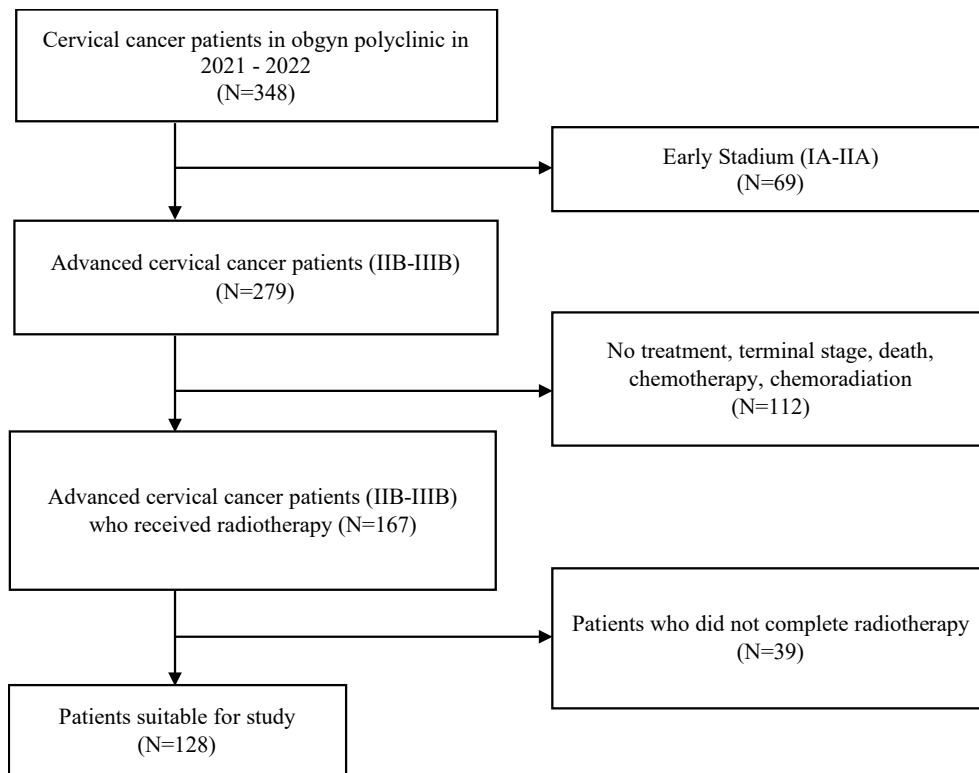 Cervical cancer patients in obgyn polyclinic in
2021 - 2022
(N=348)
Early Stadium (IA-IIA)
(N=69)
Advanced cervical cancer patients (IIB-IIIB)
(N=279)
No treatment, terminal stage, death,
chemotherapy, chemoradiation
(N=112)
Advanced cervical cancer patients (IIB-IIIB)
who received radiotherapy (N=167)
Patients who did not complete radiotherapy
(N=39)
Patients suitable for study
(N=128)